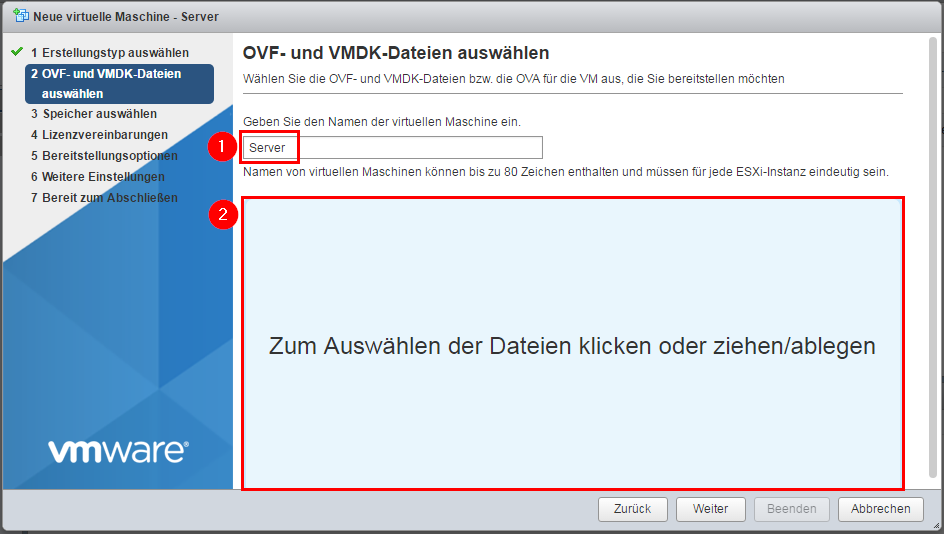 Neue virtuelle Maschine - Server
1 Erstellungstyp auswählen
2 OVF- und VMDK-Dateien
auswählen
3 Speicher auswählen
4 Lizenzvereinbarungen
5 Bereitstellungsoptionen
6 Weitere Einstellungen
7 Bereit zum Abschließen
vmware®
OVF- und VMDK-Dateien auswählen
Wählen Sie die OVF- und VMDK-Dateien bzw. die OVA für die VM aus, die Sie bereitstellen möchten
Geben Sie den Namen der virtuellen Maschine ein.
1
Server
Namen von virtuellen Maschinen können bis zu 80 Zeichen enthalten und müssen für jede ESXi-Instanz eindeutig sein.
2
Zum Auswählen der Dateien klicken oder ziehen/ablegen
Zurück
Weiter
Beenden
Abbrechen